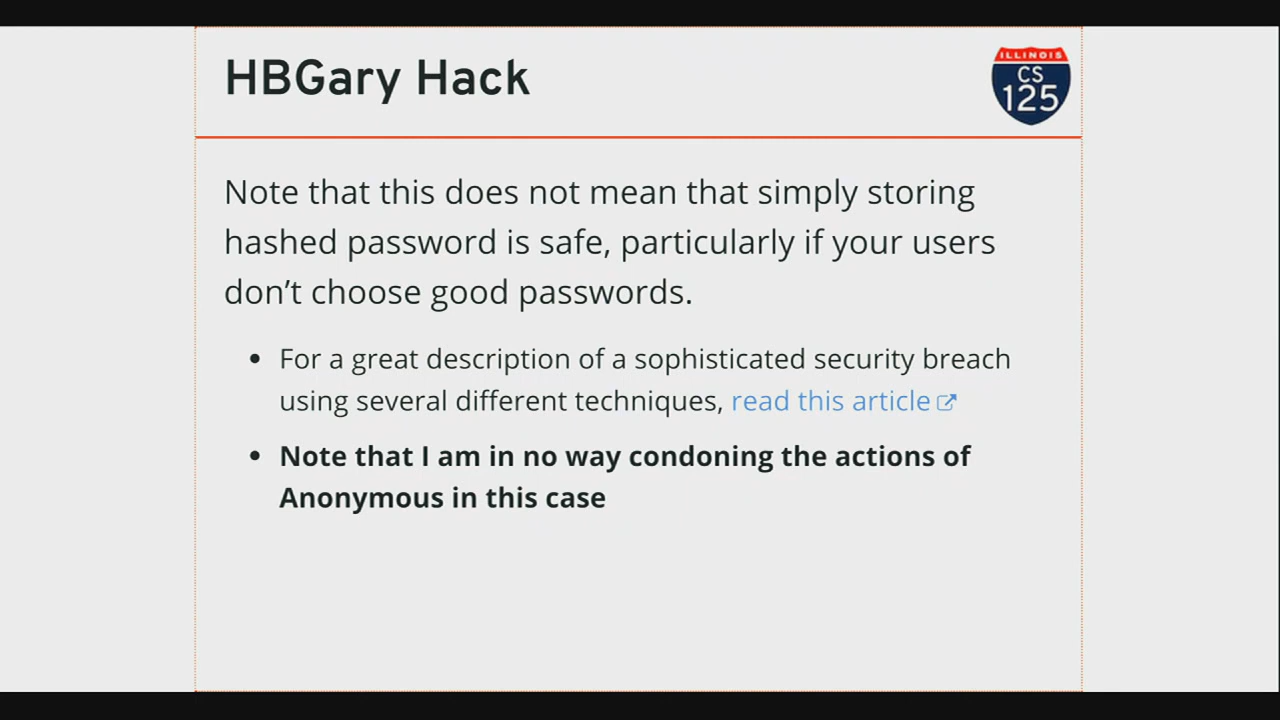 HBGary Hack
ILLINOIS
CS
125
Note that this does not mean that simply storing
hashed password is safe, particularly if your users
don’t choose good passwords.
• For a great description of a sophisticated security breach
using several different techniques, read this article
• Note that I am in no way condoning the actions of
Anonymous in this case